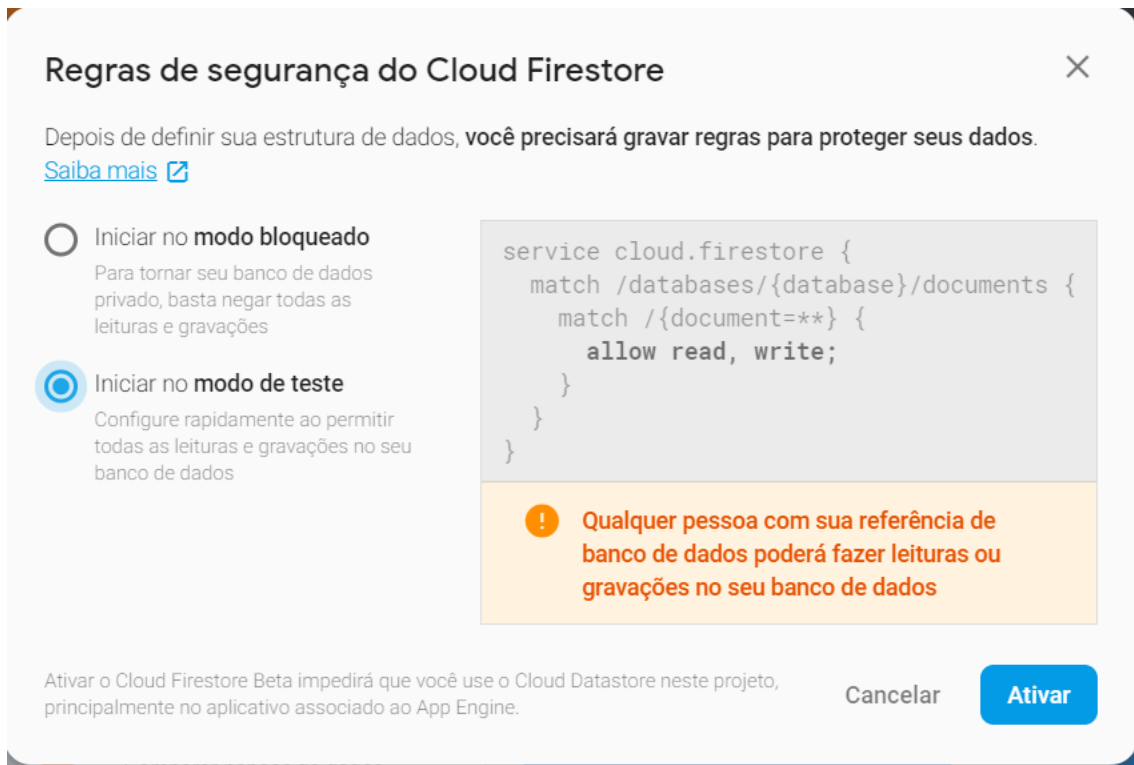 Regras de segurança do Cloud Firestore
Depois de definir sua estrutura de dados, você precisará gravar regras para proteger seus dados.
Saiba mais
Iniciar no modo bloqueado
Para tornar seu banco de dados
privado, basta negar todas as
leituras e gravações
Iniciar no modo de teste
Configure rapidamente ao permitir
todas as leituras e gravações no seu
banco de dados
service cloud.firestore {
  match /databases/{database}/documents {
    match /{document=**} {
      allow read, write;
    }
  }
}
Qualquer pessoa com sua referência de
banco de dados poderá fazer leituras ou
gravações no seu banco de dados
Ativar o Cloud Firestore Beta impedirá que você use o Cloud Datastore neste projeto,
principalmente no aplicativo associado ao App Engine.
Cancelar
Ativar